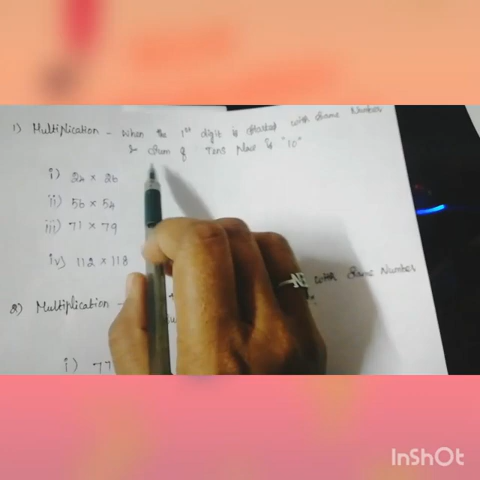 1) Multiplication - When the 1st digit is started with Same Number
& Sum of Tens Place is "10"
i) 24 × 26
ii) 56 × 54
iii) 71 × 79
iv) 112 × 118
2) Multiplication - with Same Number
i) 77
InShOt